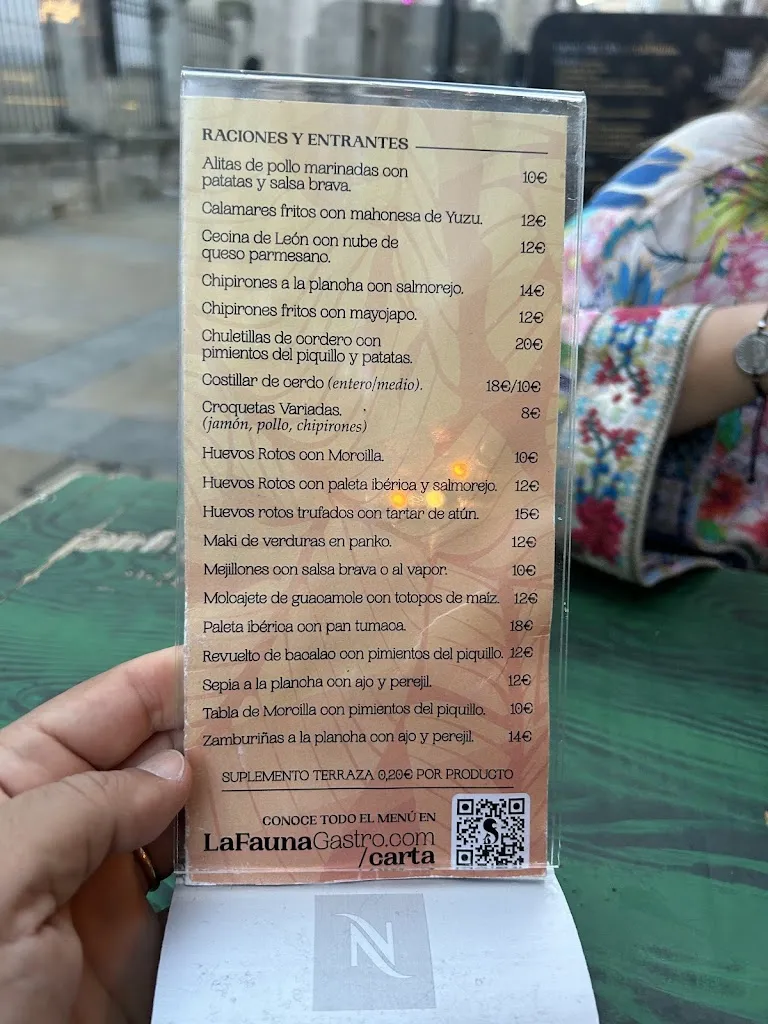 RACIONES Y ENTRANTES
Alitas de pollo marinadas con
patatas y salsa brava. 10€
Calamares fritos con mahonesa de Yuzu. 12€
Cecina de León con nube de
queso parmesano. 12€
Chipirones a la plancha con salmorejo. 14€
Chipirones fritos con mayojapo. 12€
Chuletillas de cordero con
pimientos del piquillo y patatas. 20€
Costillar de cerdo (entero/medio). 18€/10€
Croquetas Variadas. 8€
(jamón, pollo, chipirones)
Huevos Rotos con Morcilla. 10€
Huevos Rotos con paleta ibérica y salmorejo. 12€
Huevos rotos trufados con tartar de atún. 15€
Maki de verduras en panko. 12€
Mejillones con salsa brava o al vapor. 10€
Molcajete de guacamole con totopos de maíz. 12€
Paleta ibérica con pan tumaca. 18€
Revuelto de bacalao con pimientos del piquillo. 12€
Sepia a la plancha con ajo y perejil. 12€
Tabla de Morcilla con pimientos del piquillo. 10€
Zamburiñas a la plancha con ajo y perejil. 14€
SUPLEMENTO TERRAZA 0,20€ POR PRODUCTO
CONOCE TODO EL MENÚ EN
LaFaunaGastro.com
/carta
N